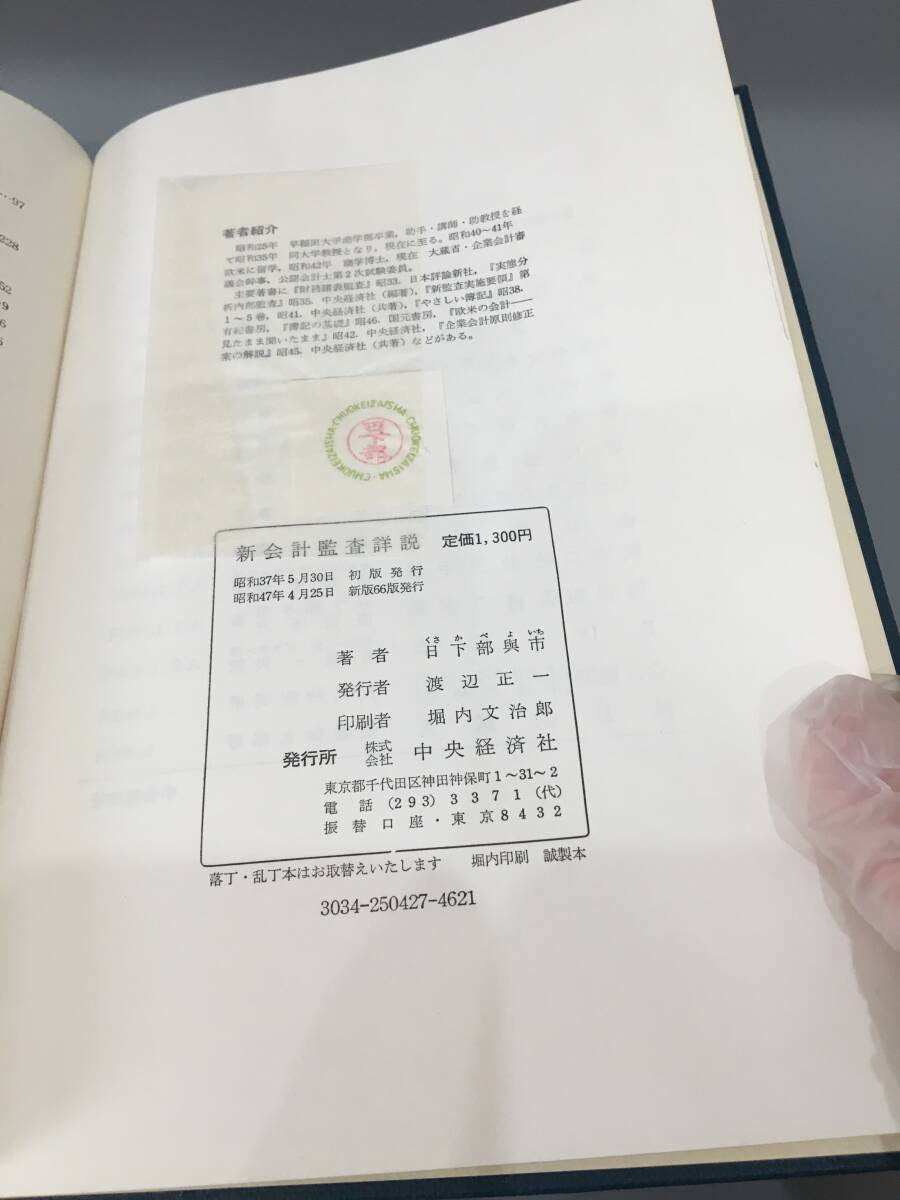 …97
228
52
9
6
6
著者紹介
昭和25年 早稲田大学商学部卒業，助手・講師・助教授を経
て昭和35年 同大学教授となり，現在に至る。昭和40～41年
欧米に留学，昭和42年 商学博士，現在 大蔵省・企業会計審
議会幹事，公認会計士第2次試験委員。
主要著書に『財務諸表監査』昭33．日本評論新社，『実態分
析内部監査』昭35．中央経済社（編著），『新監査実施要領』第
1～5巻，昭41．中央経済社（共著），『やさしい簿記』昭38．
有紀書房，『簿記の基礎』昭46．国元書房，『欧米の会計――
見たまま聞いたまま』昭42．中央経済社，『企業会計原則修正
案の解説』昭45．中央経済社（共著）などがある。
CHUOKEIZAISHA・CHUOKEIZAISHA・CHUOKEIZAISHA
日下部
新会計監査詳説 定価1,300円
昭和37年5月30日 初版発行
昭和47年4月25日 新版66版発行
くさ か べ よ いち
著者 日下部與市
発行者 渡辺正一
印刷者 堀内文治郎
発行所 株式会社 中央経済社
東京都千代田区神田神保町1～31～2
電話（293）3371（代）
振替口座・東京8432
落丁・乱丁本はお取替えいたします 堀内印刷 誠製本
3034-250427-4621